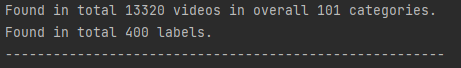 Found in total 13320 videos in overall 101 categories.
Found in total 400 labels.
------------------------------------------------------